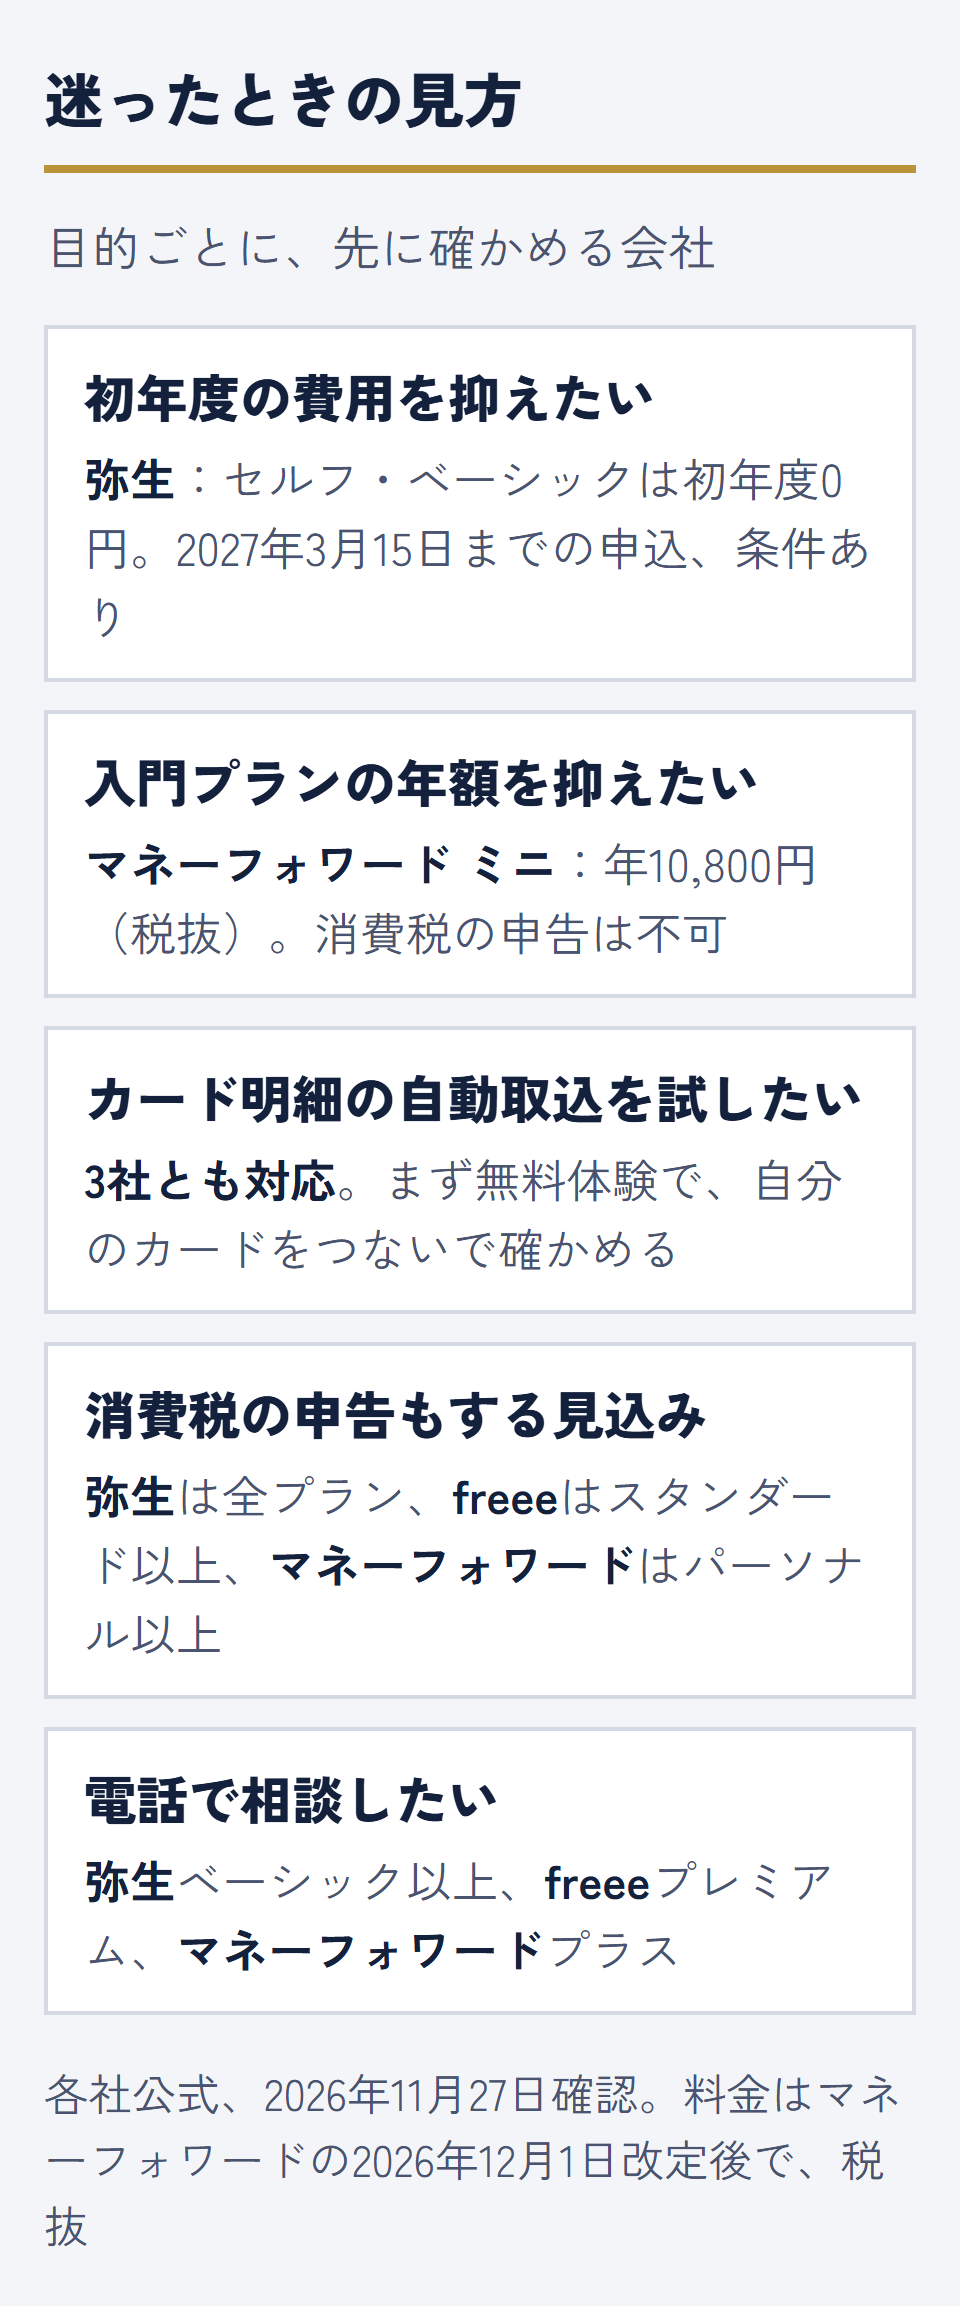 迷ったときの見方
目的ごとに、先に確かめる会社
初年度の費用を抑えたい
弥生：セルフ・ベーシックは初年度0
円。2027年3月15日までの申込、条件あ
り
入門プランの年額を抑えたい
マネーフォワード ミニ：年10,800円
（税抜）。消費税の申告は不可
カード明細の自動取込を試したい
3社とも対応。まず無料体験で、自分
のカードをつないで確かめる
消費税の申告もする見込み
弥生は全プラン、freeeはスタンダー
ド以上、マネーフォワードはパーソナ
ル以上
電話で相談したい
弥生ベーシック以上、freeeプレミア
ム、マネーフォワードプラス
各社公式、2026年11月27日確認。料金はマネ
ーフォワードの2026年12月1日改定後で、税
抜